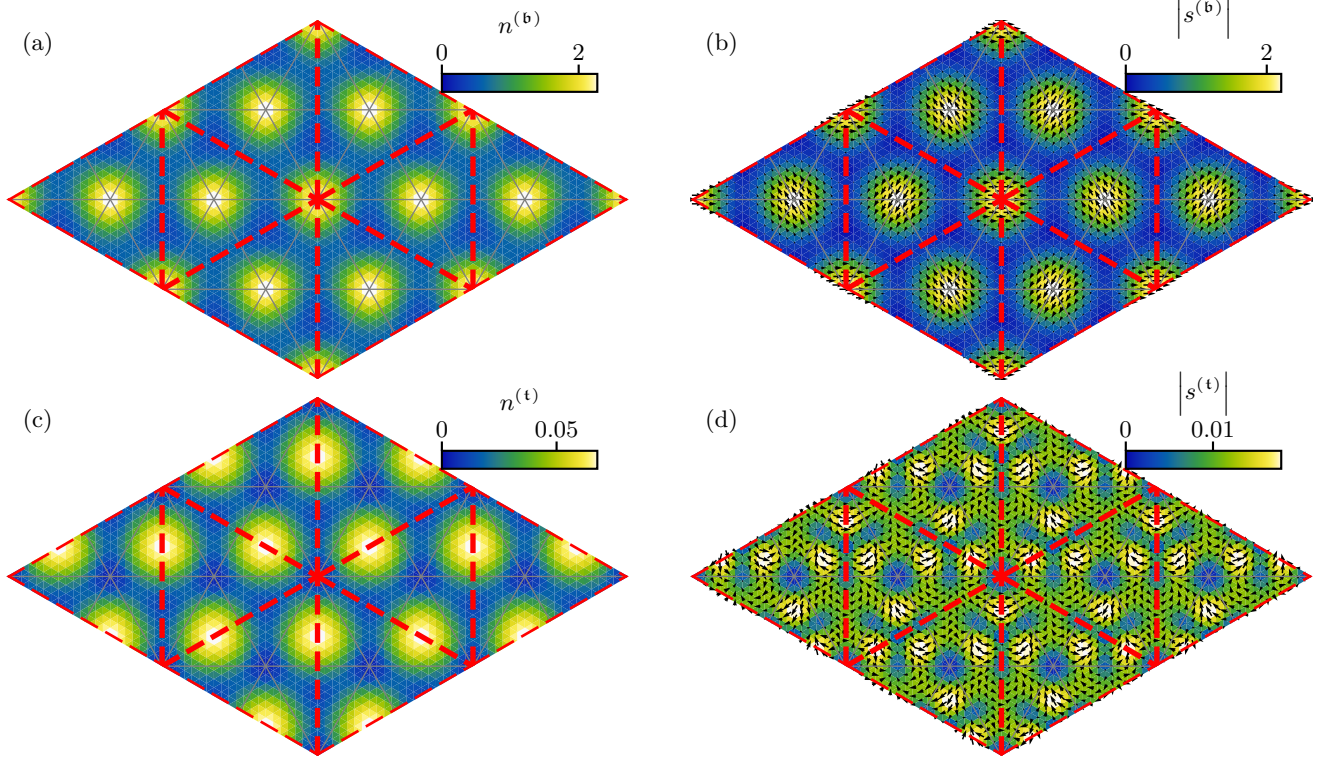 (a)
n^(𝔟)
0 2
(b)
|s^(𝔟)|
0 2
(c)
n^(𝔱)
0 0.05
(d)
|s^(𝔱)|
0 0.01